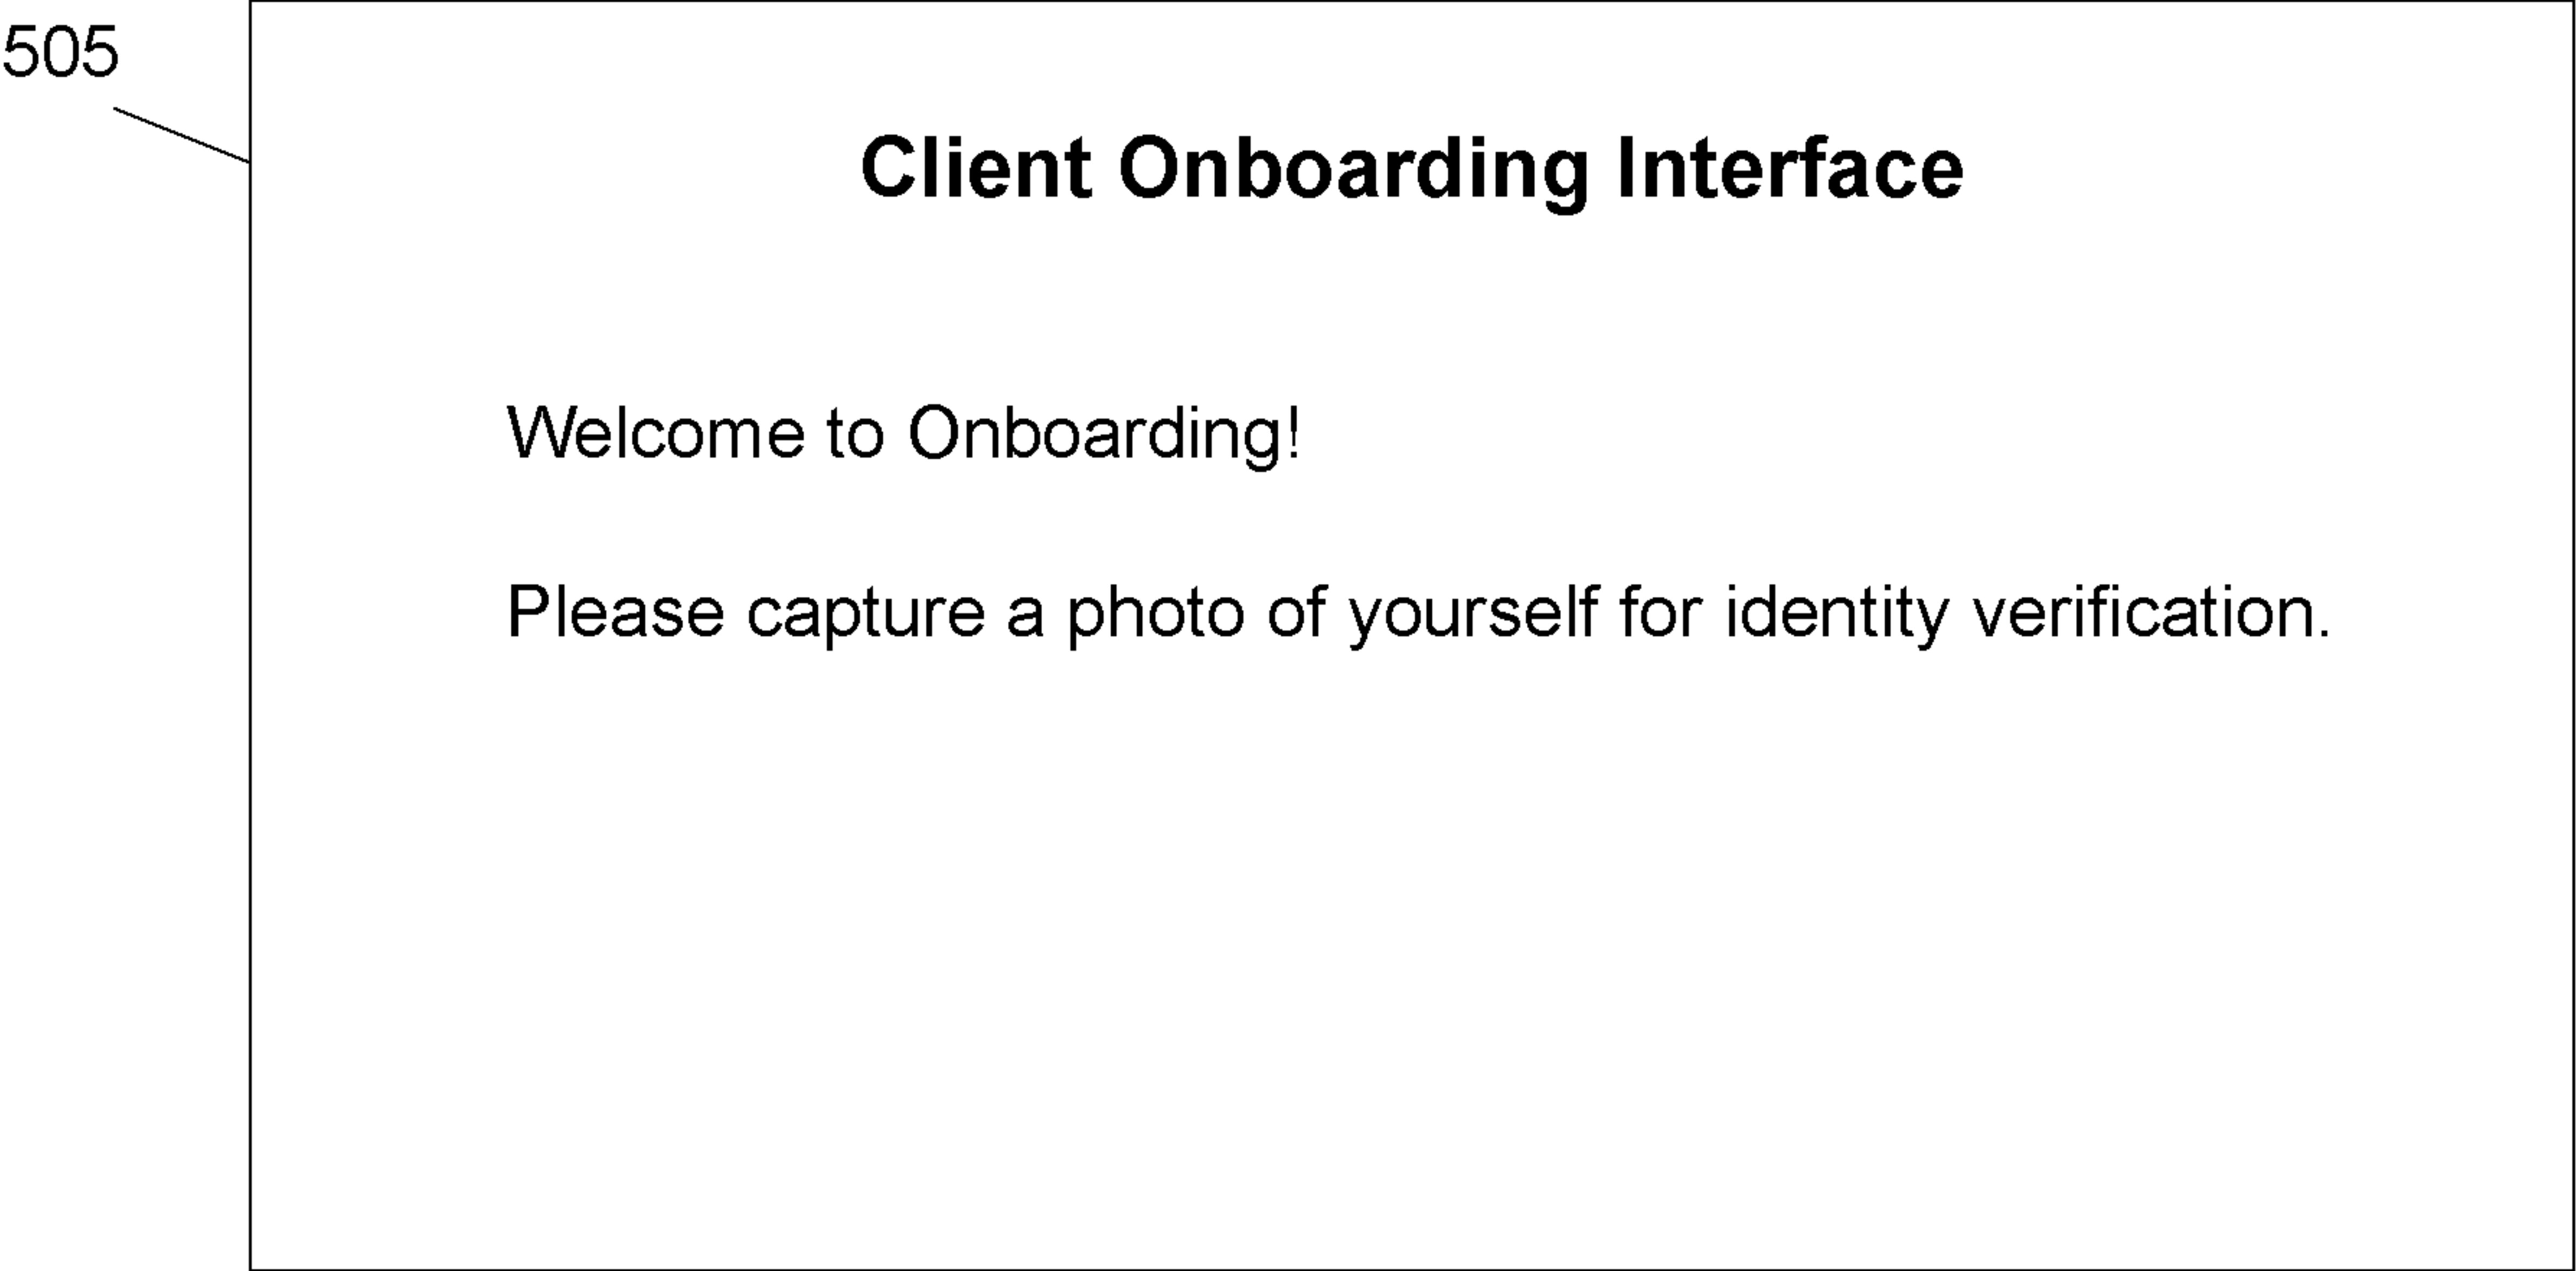 505
Client Onboarding Interface
Welcome to Onboarding!
Please capture a photo of yourself for identity verification.